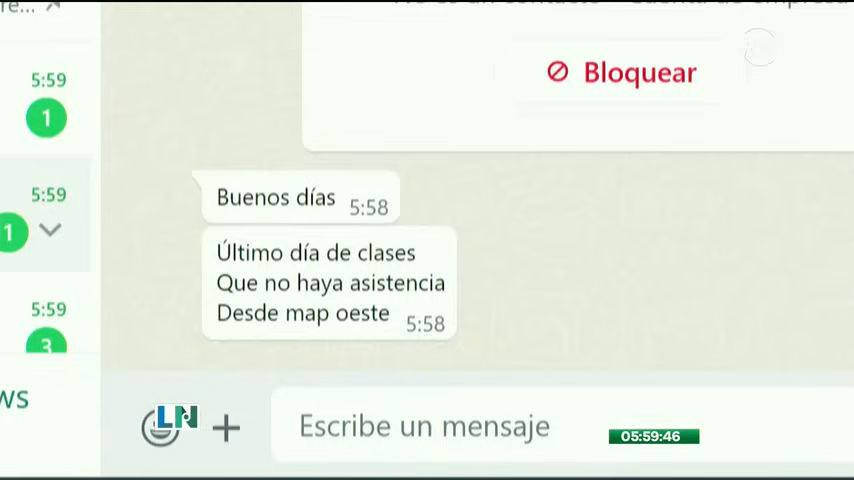 5:59
1
5:59
1
5:59
3
ws
Bloquear
Buenos días 5:58
Último día de clases
Que no haya asistencia
Desde map oeste 5:58
LN
Escribe un mensaje
05:59:46